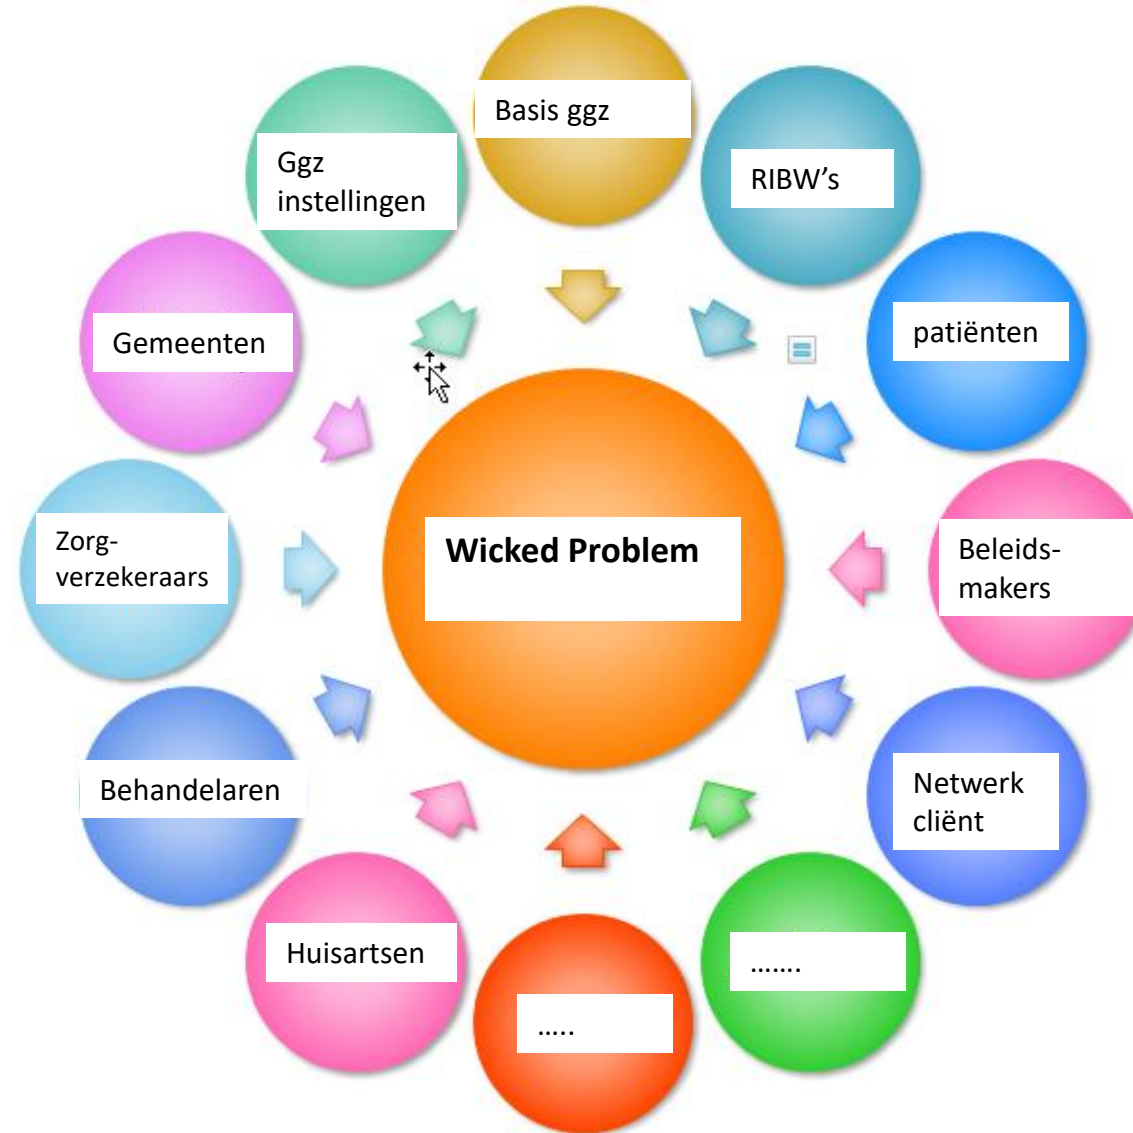 Basis ggz
Ggz
instellingen
RIBW’s
Gemeenten
patiënten
Zorg-
verzekeraars
Wicked Problem
Beleids-
makers
Behandelaren
Netwerk
cliënt
Huisartsen
.......
.....